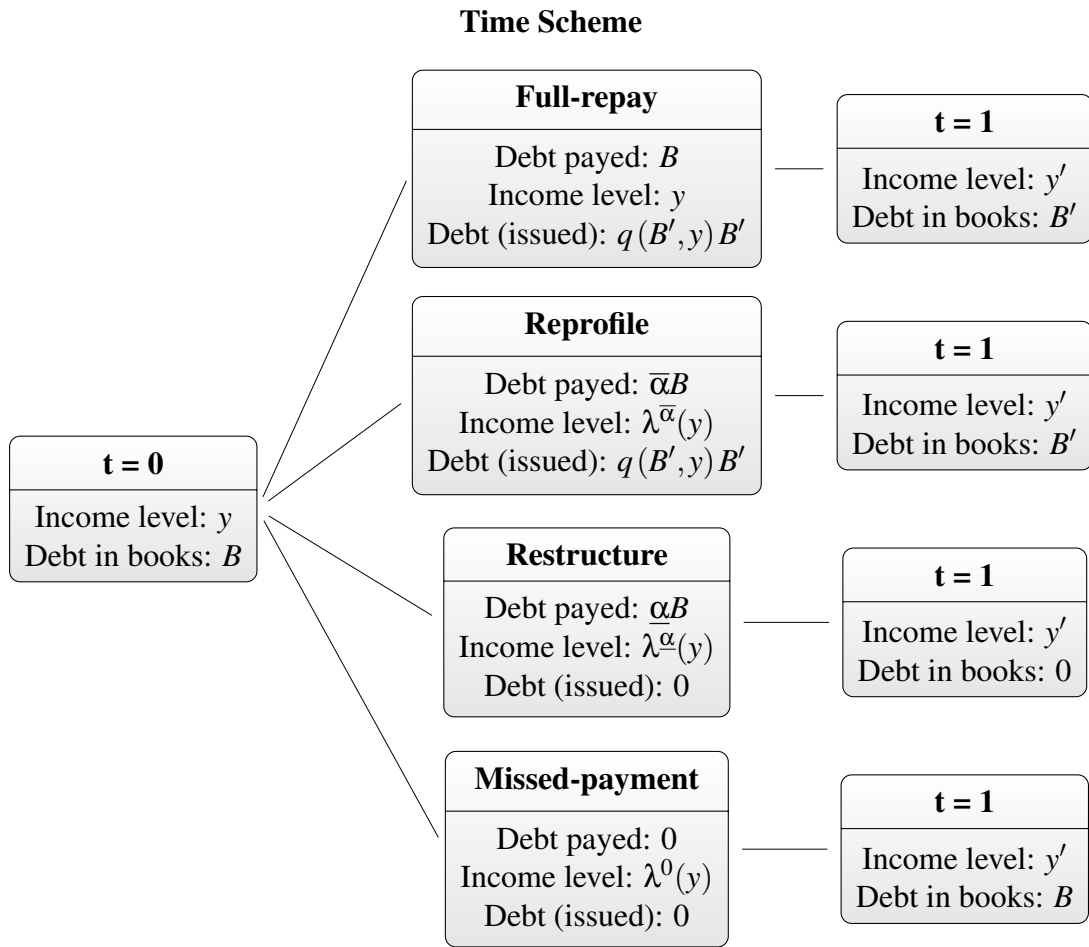 Time Scheme
t = 0
Income level: y
Debt in books: B
Full-repay
Debt payed: B
Income level: y
Debt (issued): q (B′, y) B′
t = 1
Income level: y′
Debt in books: B′
Reprofile
Debt payed: α̅B
Income level: λ^α̅(y)
Debt (issued): q (B′, y) B′
t = 1
Income level: y′
Debt in books: B′
Restructure
Debt payed: α̲B
Income level: λ^α̲(y)
Debt (issued): 0
t = 1
Income level: y′
Debt in books: 0
Missed-payment
Debt payed: 0
Income level: λ⁰(y)
Debt (issued): 0
t = 1
Income level: y′
Debt in books: B